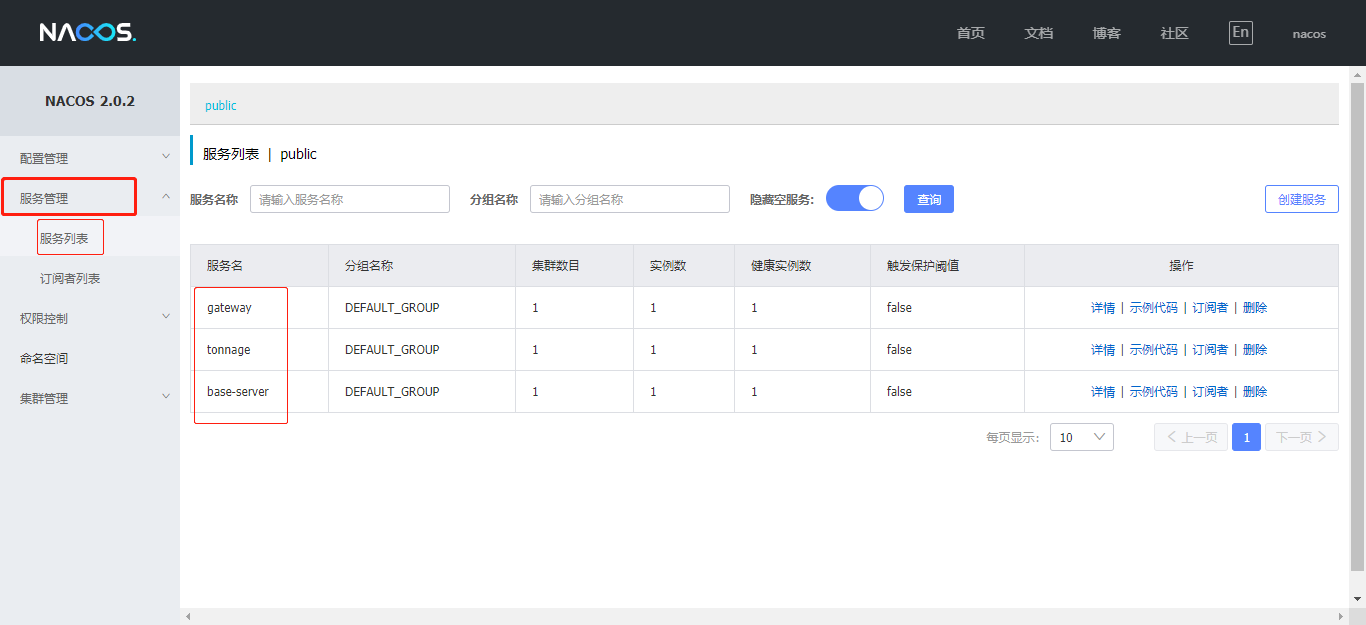 NACOS.
首页 文档 博客 社区 En nacos
NACOS 2.0.2
配置管理
服务管理
服务列表
订阅者列表
权限控制
命名空间
集群管理
public
服务列表 | public
服务名称 请输入服务名称 分组名称 请输入分组名称 隐藏空服务: 查询 创建服务
服务名 分组名称 集群数目 实例数 健康实例数 触发保护阈值 操作
gateway DEFAULT_GROUP 1 1 1 false 详情 | 示例代码 | 订阅者 | 删除
tonnage DEFAULT_GROUP 1 1 1 false 详情 | 示例代码 | 订阅者 | 删除
base-server DEFAULT_GROUP 1 1 1 false 详情 | 示例代码 | 订阅者 | 删除
每页显示: 10 上一页 1 下一页